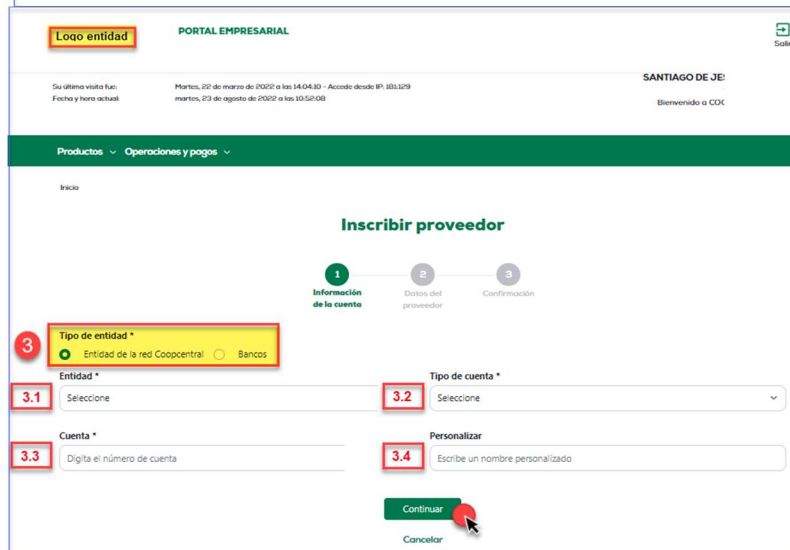 Logo entidad
PORTAL EMPRESARIAL
Salir
Su última visita fue: Martes, 22 de marzo de 2022 a las 14:04:10 - Accede desde IP: 181.129
Fecha y hora actual: martes, 23 de agosto de 2022 a las 10:52:08
SANTIAGO DE JE
Bienvenido a COO
Productos Operaciones y pagos
Inicio
Inscribir proveedor
1 2 3
Información de la cuenta
Datos del proveedor
Confirmación
3
Tipo de entidad *
Entidad de la red Coopcentral Bancos
Entidad * Tipo de cuenta *
3.1 Seleccione 3.2 Seleccione
Cuenta * Personalizar
3.3 Digita el número de cuenta 3.4 Escribe un nombre personalizado
Continuar
Cancelar